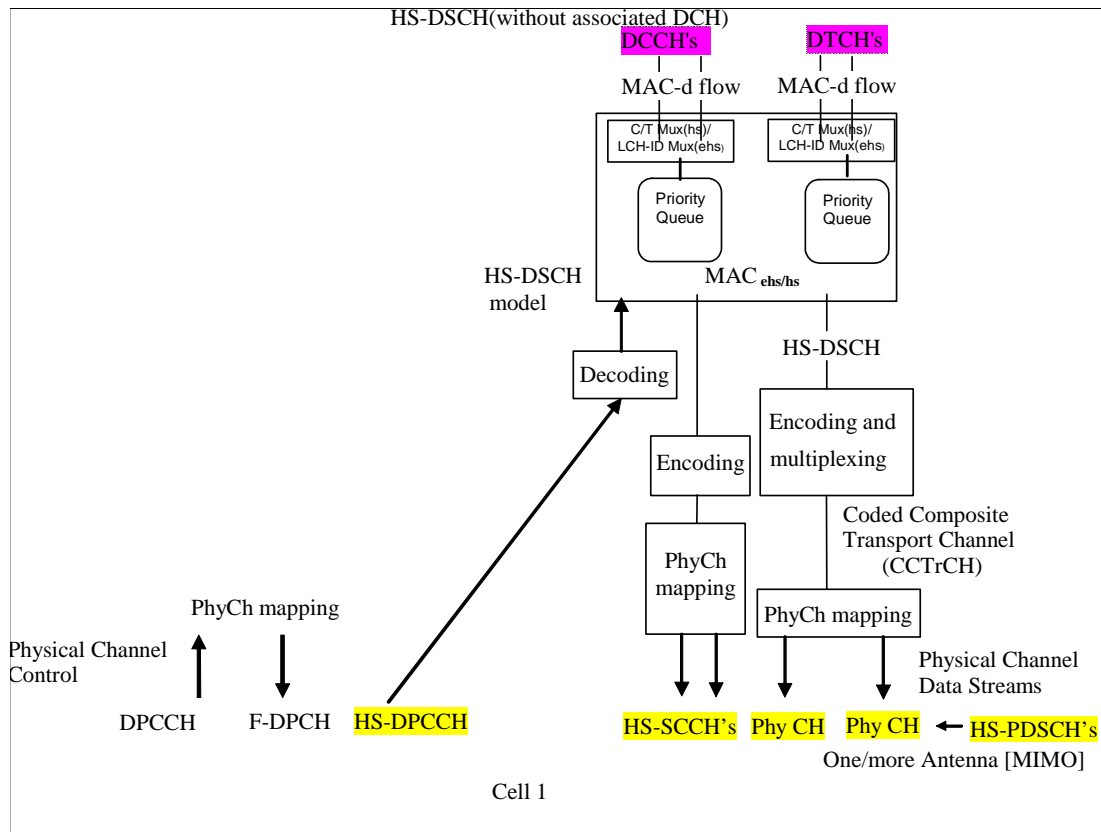 HS-DSCH(without associated DCH)
DCCH's
DTCH's
MAC-d flow
MAC-d flow
C/T Mux(hs)/
LCH-ID Mux(ehs)
C/T Mux(hs)/
LCH-ID Mux(ehs)
Priority
Queue
Priority
Queue
HS-DSCH
model
MAC ehs/hs
HS-DSCH
Decoding
Encoding and
multiplexing
Encoding
Coded Composite
Transport Channel
(CCTrCH)
PhyCh
mapping
PhyCh mapping
PhyCh mapping
Physical Channel
Control
Physical Channel
Data Streams
DPCCH
F-DPCH
HS-DPCCH
HS-SCCH's
Phy CH
Phy CH
HS-PDSCH's
One/more Antenna [MIMO]
Cell 1